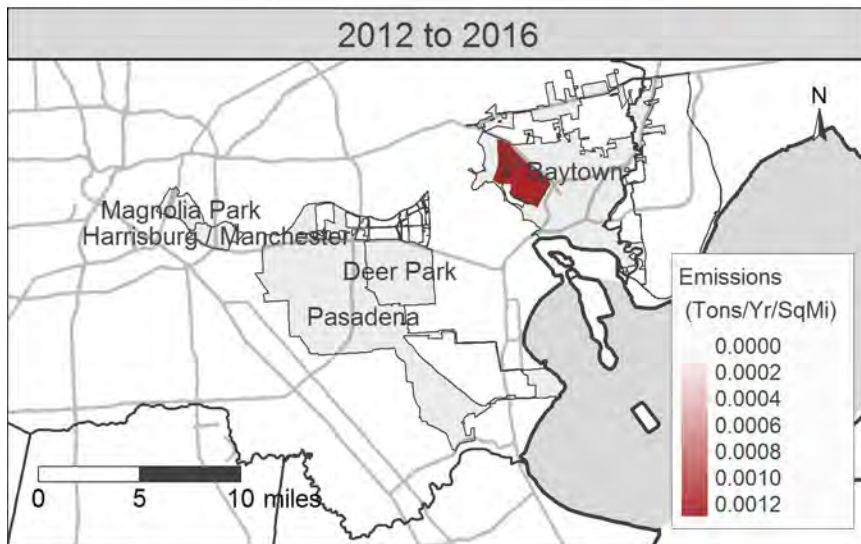 2012 to 2016
N
Baytown
Magnolia Park
Harrisburg Manchester
Deer Park
Pasadena
Emissions
(Tons/Yr/SqMi)
0.0000
0.0002
0.0004
0.0006
0.0008
0.0010
0.0012
0 5 10 miles